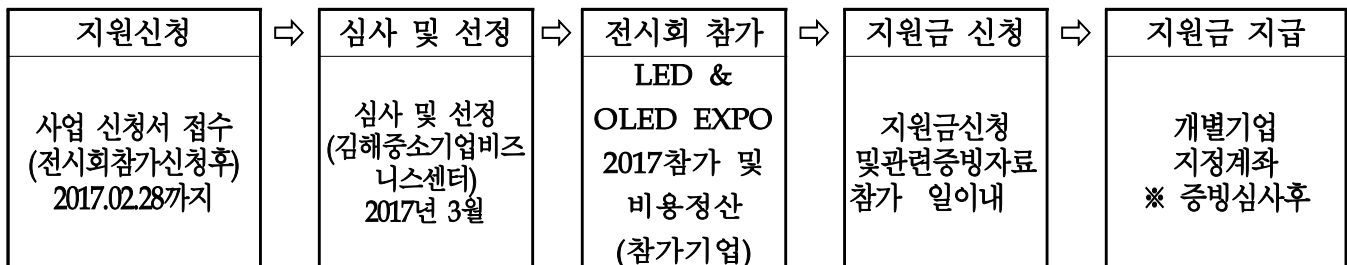 지원신청
사업 신청서 접수
(전시회참가신청후)
2017.02.28까지
⇨
심사 및 선정
심사 및 선정
(김해중소기업비즈
니스센터)
2017년 3월
⇨
전시회 참가
LED &
OLED EXPO
2017참가 및
비용정산
(참가기업)
⇨
지원금 신청
지원금신청
및관련증빙자료
참가 일이내
⇨
지원금 지급
개별기업
지정계좌
※ 증빙심사후